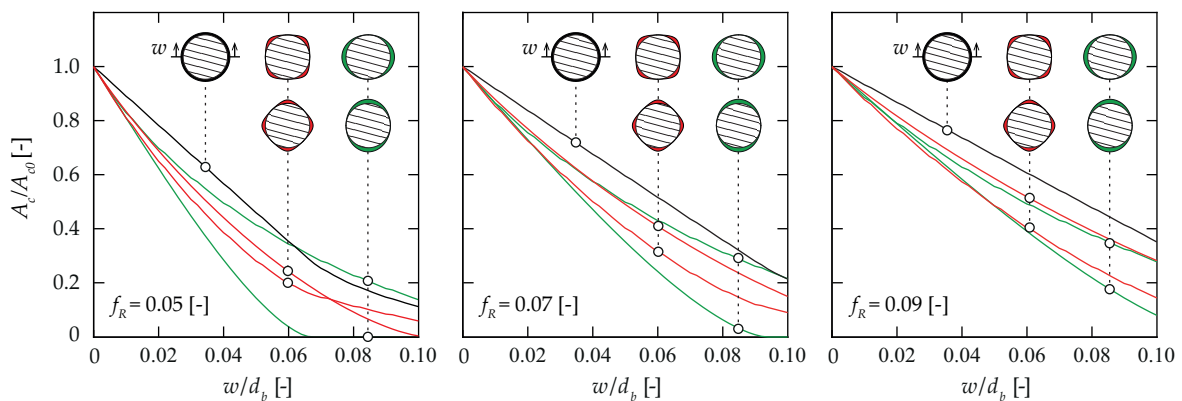 A_c/A_c0 [-]
1.0
0.8
0.6
0.4
0.2
0
w
f_R = 0.05 [-]
0 0.02 0.04 0.06 0.08 0.10
w/d_b [-]
w
f_R = 0.07 [-]
0 0.02 0.04 0.06 0.08 0.10
w/d_b [-]
w
f_R = 0.09 [-]
0 0.02 0.04 0.06 0.08 0.10
w/d_b [-]